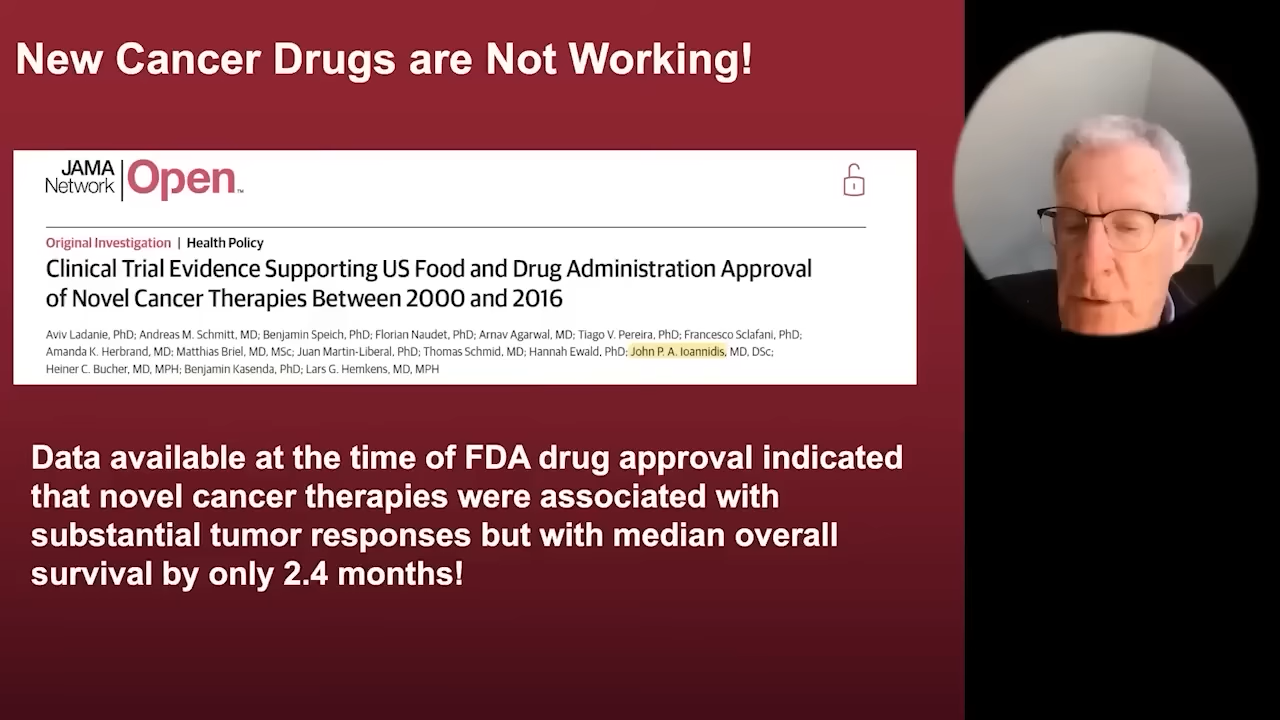 New Cancer Drugs are Not Working!
JAMA
Network
Open™
Original Investigation | Health Policy
Clinical Trial Evidence Supporting US Food and Drug Administration Approval
of Novel Cancer Therapies Between 2000 and 2016
Aviv Ladanie, PhD; Andreas M. Schmitt, MD; Benjamin Speich, PhD; Florian Naudet, PhD; Arnav Agarwal, MD; Tiago V. Pereira, PhD; Francesco Sclafani, PhD;
Amanda K. Herbrand, MD; Matthias Briel, MD, MSc; Juan Martin-Liberal, PhD; Thomas Schmid, MD; Hannah Ewald, PhD; John P. A. Ioannidis, MD, DSc;
Heiner C. Bucher, MD, MPH; Benjamin Kasenda, PhD; Lars G. Hemkens, MD, MPH
Data available at the time of FDA drug approval indicated
that novel cancer therapies were associated with
substantial tumor responses but with median overall
survival by only 2.4 months!